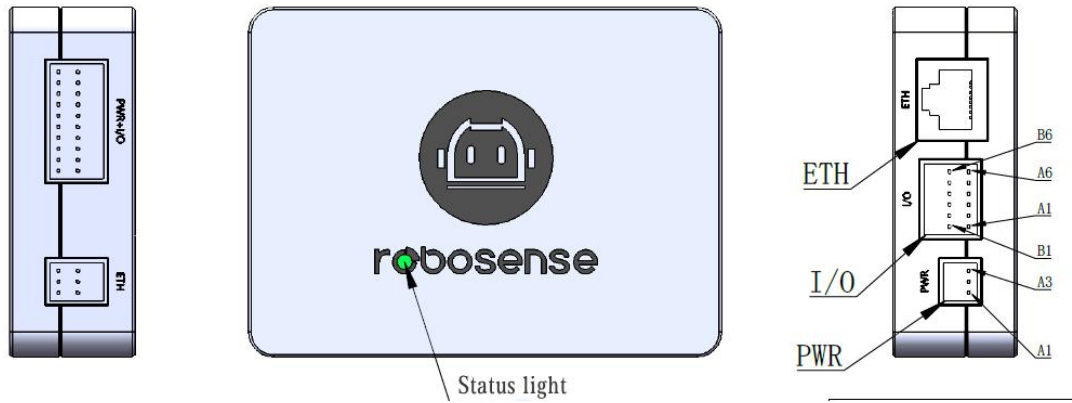 PWR+I/O
ETH
robosense
Status light
ETH
ETH
I/O
I/O
PWR
PWR
B6
A6
A1
B1
A3
A1